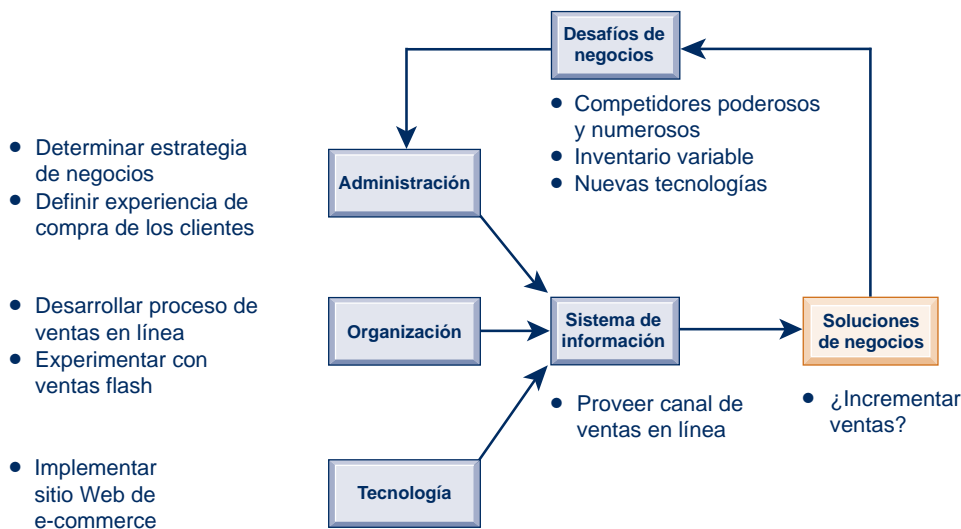 Desafíos de
negocios
• Competidores poderosos
y numerosos
• Inventario variable
• Nuevas tecnologías
• Determinar estrategia
de negocios
• Definir experiencia de
compra de los clientes
Administración
• Desarrollar proceso de
ventas en línea
• Experimentar con
ventas flash
Organización
Sistema de
información
• Proveer canal de
ventas en línea
Soluciones
de negocios
• ¿Incrementar
ventas?
• Implementar
sitio Web de
e-commerce
Tecnología